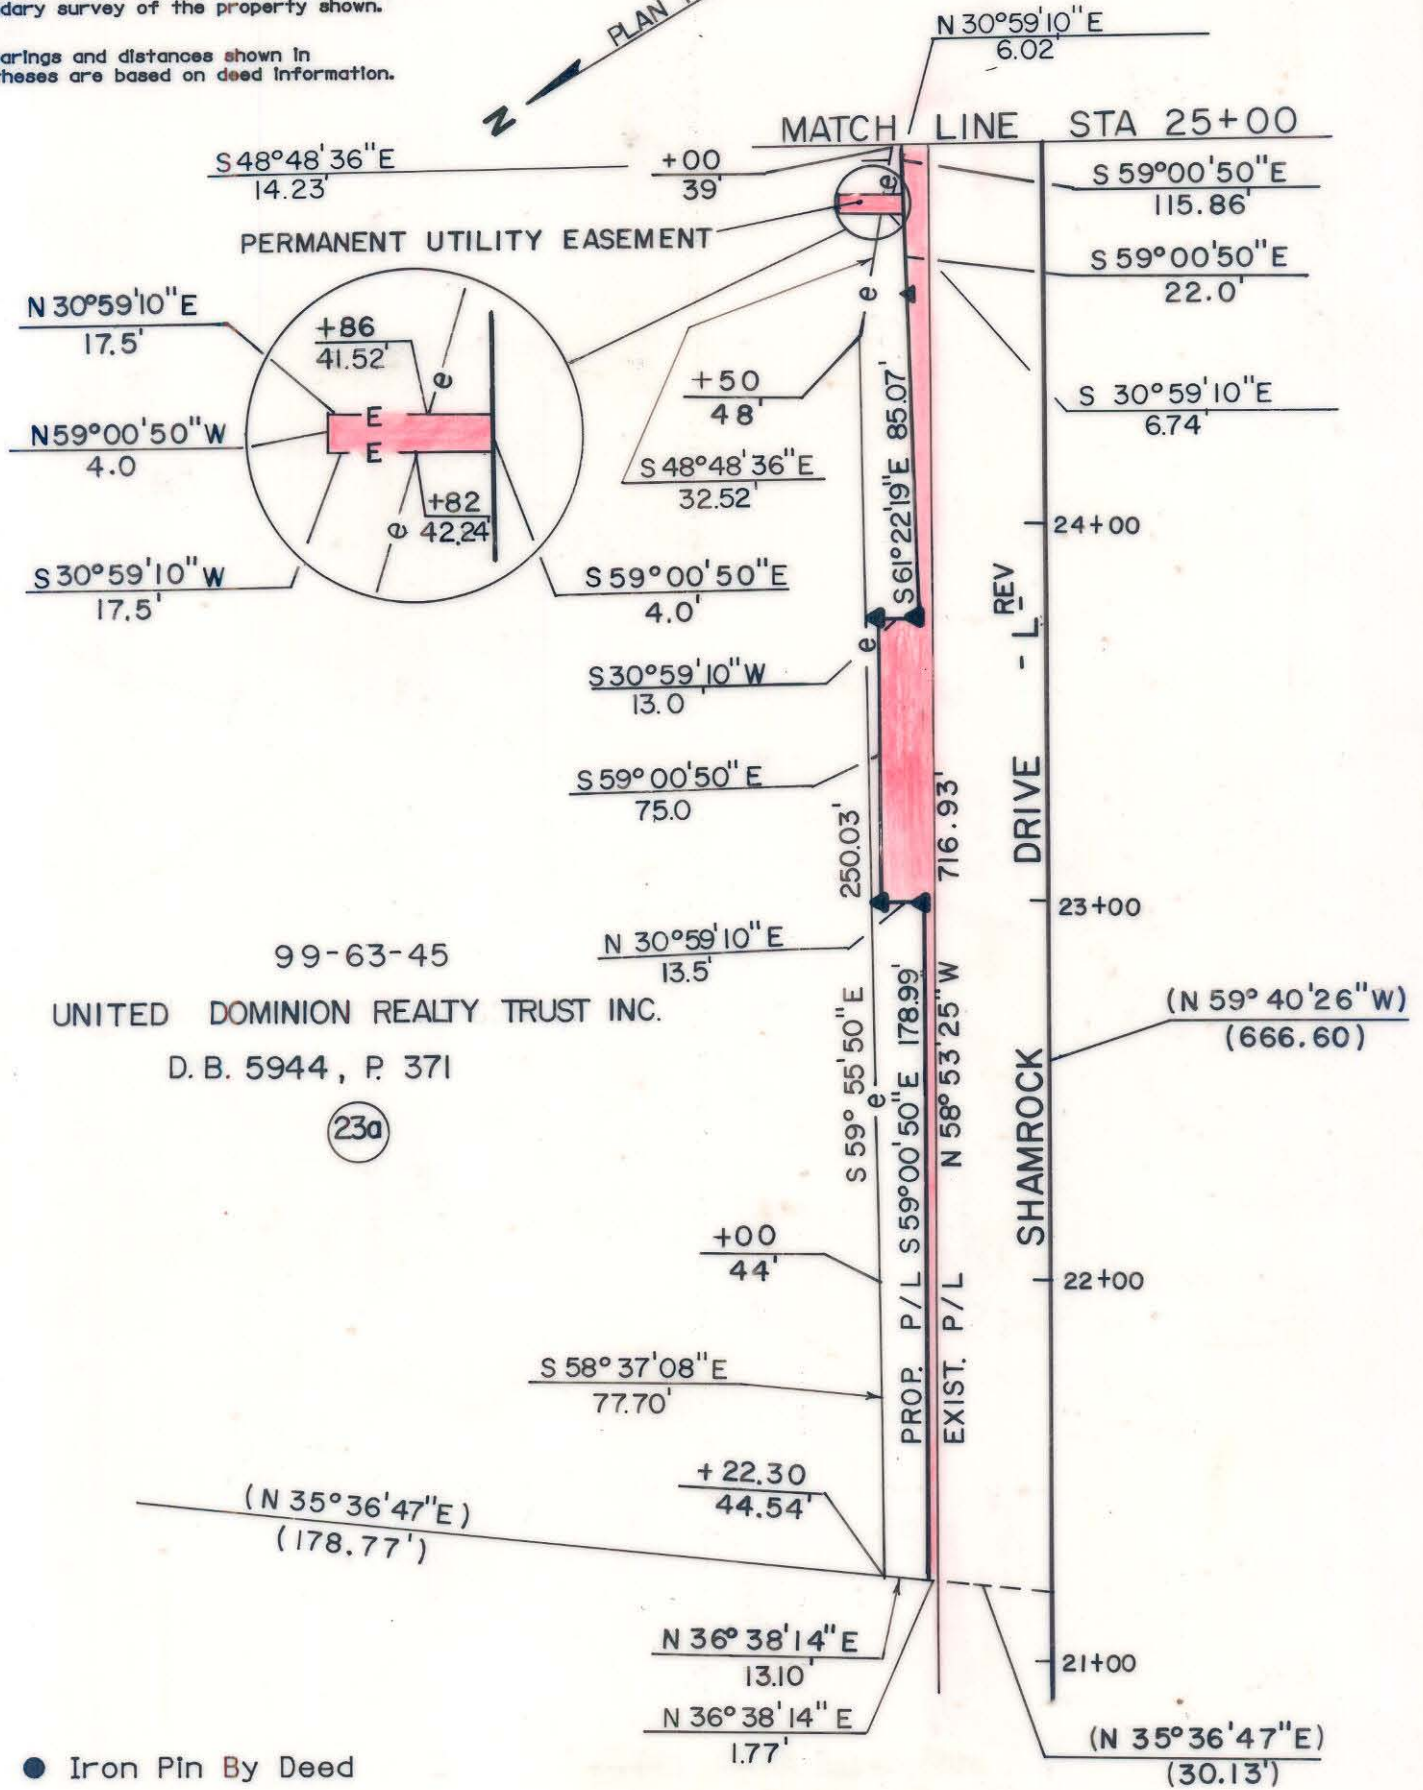 dary survey of the property shown.
arings and distances shown in
theses are based on deed information.
PLAN
N
N 30°59'10"E
6.02'
MATCH LINE STA 25+00
S 48°48'36"E
14.23'
+00
39'
S 59°00'50"E
115.86'
PERMANENT UTILITY EASEMENT
e
S 59°00'50"E
22.0'
N 30°59'10"E
17.5'
+86
41.52'
e
e
+50
48'
S 30°59'10"E
6.74'
E
E
N59°00'50"W
4.0
S 61°22'19"E 85.07'
S 48°48'36"E
32.52'
+82
42.24'
e
24+00
S 30°59'10"W
17.5'
S 59°00'50"E
4.0'
e
S30°59'10"W
13.0'
S 59°00'50"E
75.0
250.03'
716.93'
SHAMROCK DRIVE - L REV
23+00
N 30°59'10"E
13.5'
99-63-45
UNITED DOMINION REALTY TRUST INC.
D.B. 5944, P. 371
23a
S 59°55'50"E
e
PROP. P/L S 59°00'50"E 178.99'
EXIST. P/L N 58°53'25"W
(N 59°40'26"W)
(666.60)
+00
44'
22+00
S 58°37'08"E
77.70'
+22.30
44.54'
(N 35°36'47"E)
(178.77')
N 36°38'14"E
13.10'
21+00
N 36°38'14"E
1.77'
(N 35°36'47"E)
(30.13')
Iron Pin By Deed